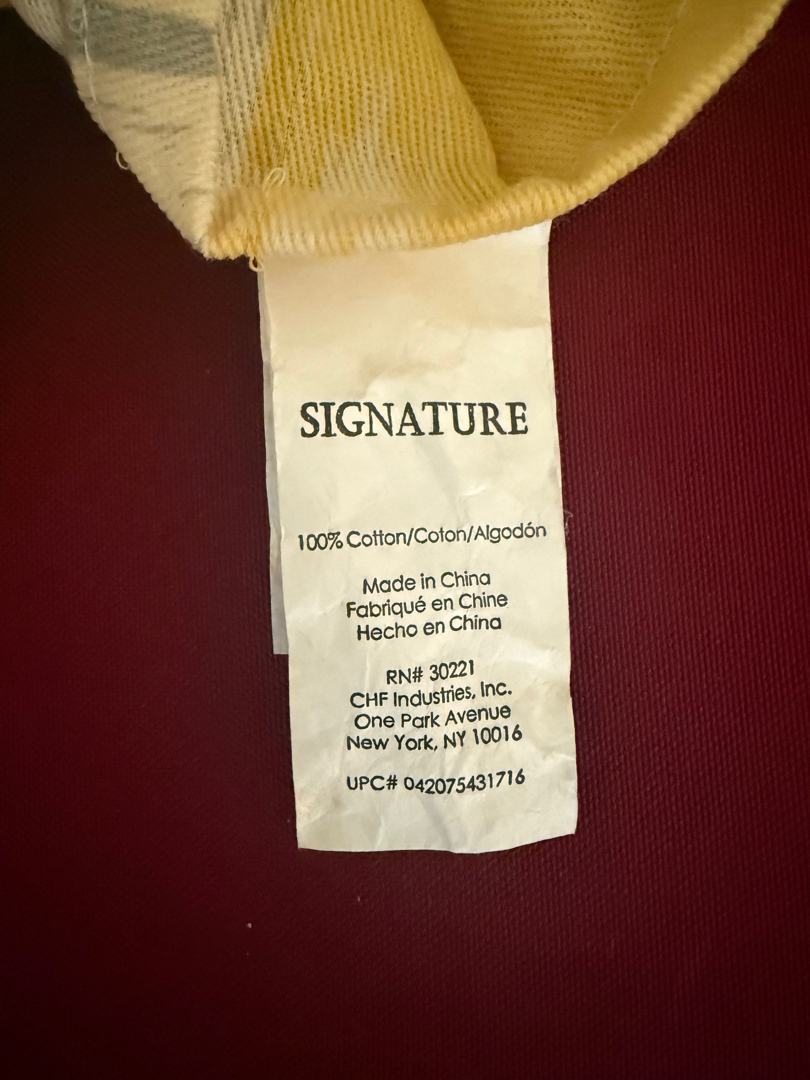 SIGNATURE
100% Cotton/Coton/Algodón
Made in China
Fabriqué en Chine
Hecho en China
RN# 30221
CHF Industries, Inc.
One Park Avenue
New York, NY 10016
UPC# 042075431716